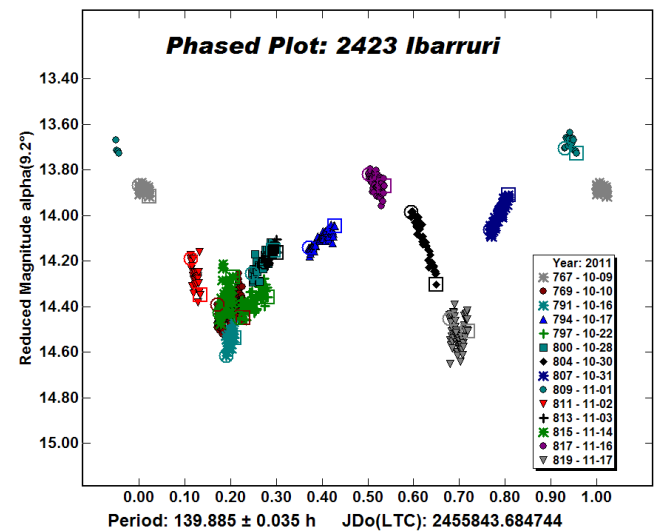 Phased Plot: 2423 Ibarruri
Reduced Magnitude alpha(9.2°)
13.40
13.60
13.80
14.00
14.20
14.40
14.60
14.80
15.00
Year: 2011
767 - 10-09
769 - 10-10
791 - 10-16
794 - 10-17
797 - 10-22
800 - 10-28
804 - 10-30
807 - 10-31
809 - 11-01
811 - 11-02
813 - 11-03
815 - 11-14
817 - 11-16
819 - 11-17
0.00 0.10 0.20 0.30 0.40 0.50 0.60 0.70 0.80 0.90 1.00
Period: 139.885 ± 0.035 h JDo(LTC): 2455843.684744